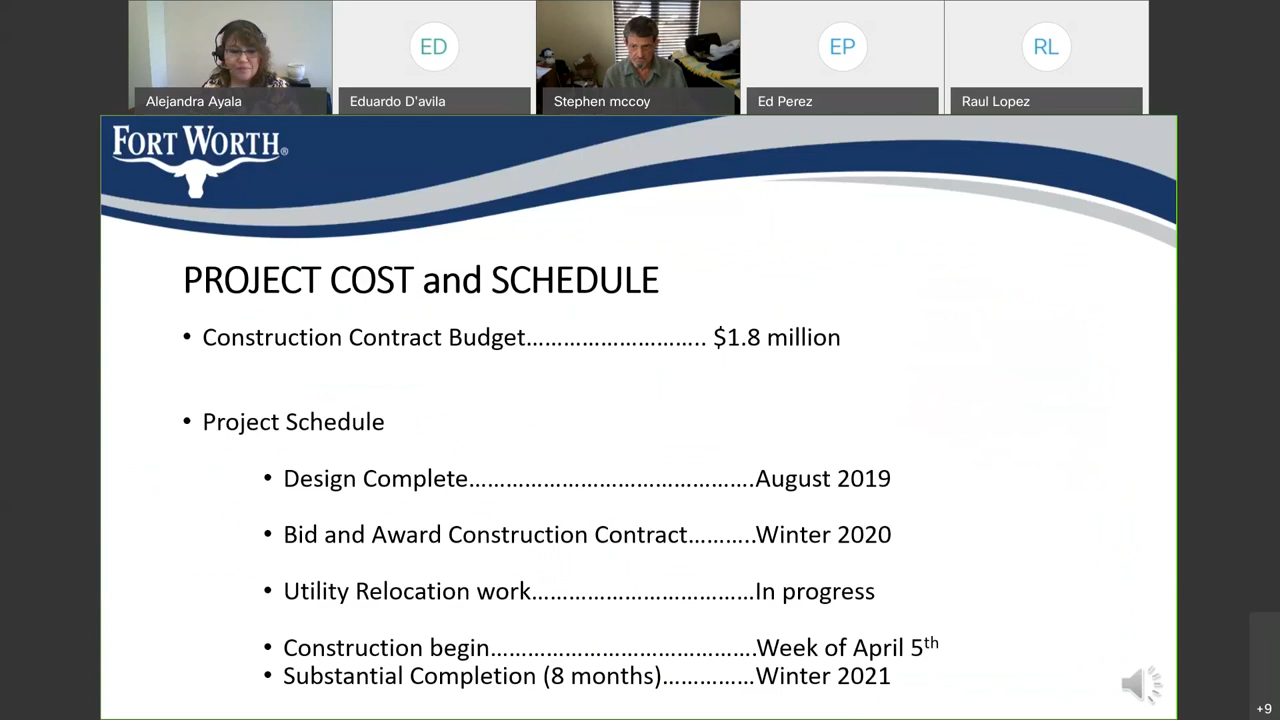 ED
EP
RL
Alejandra Ayala
Eduardo D'avila
Stephen mccoy
Ed Perez
Raul Lopez
FORT WORTH®
PROJECT COST and SCHEDULE
• Construction Contract Budget……………………….. $1.8 million
• Project Schedule
• Design Complete……………………………………….August 2019
• Bid and Award Construction Contract………..Winter 2020
• Utility Relocation work………………………………In progress
• Construction begin…………………………………….Week of April 5th
• Substantial Completion (8 months)……………Winter 2021
+9